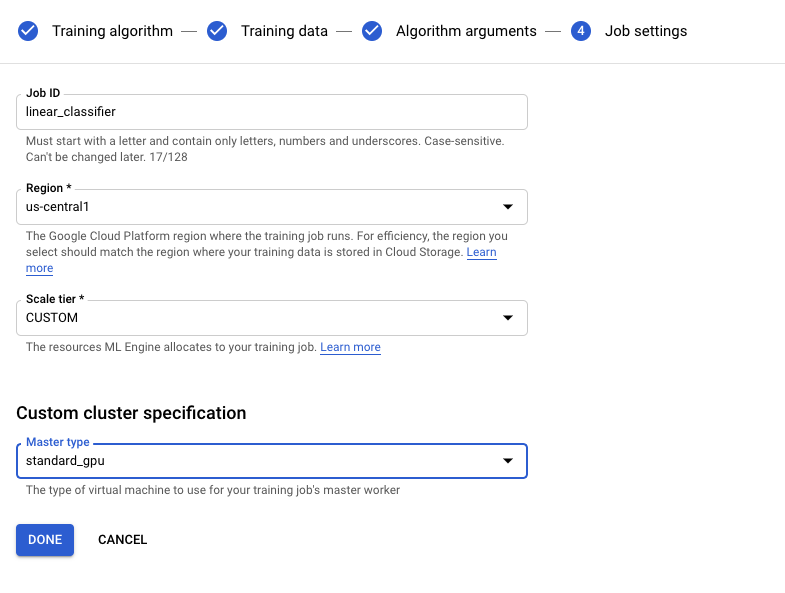 Training algorithm — Training data — Algorithm arguments — 4 Job settings
Job ID
linear_classifier
Must start with a letter and contain only letters, numbers and underscores. Case-sensitive.
Can't be changed later. 17/128
Region *
us-central1
The Google Cloud Platform region where the training job runs. For efficiency, the region you
select should match the region where your training data is stored in Cloud Storage. Learn
more
Scale tier *
CUSTOM
The resources ML Engine allocates to your training job. Learn more
Custom cluster specification
Master type
standard_gpu
The type of virtual machine to use for your training job's master worker
DONE CANCEL